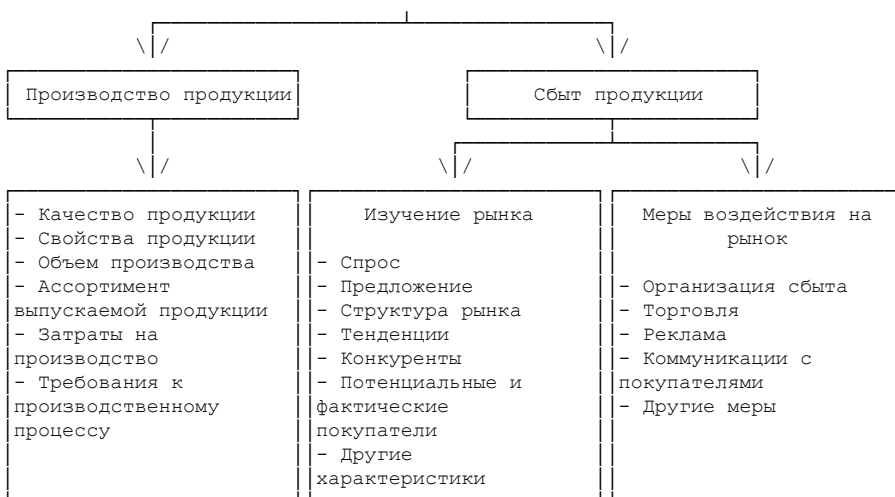 Производство продукции
Сбыт продукции
- Качество продукции
- Свойства продукции
- Объем производства
- Ассортимент
выпускаемой продукции
- Затраты на
производство
- Требования к
производственному
процессу
Изучение рынка
- Спрос
- Предложение
- Структура рынка
- Тенденции
- Конкуренты
- Потенциальные и
фактические
покупатели
- Другие
характеристики
Меры воздействия на
рынок
- Организация сбыта
- Торговля
- Реклама
- Коммуникации с
покупателями
- Другие меры